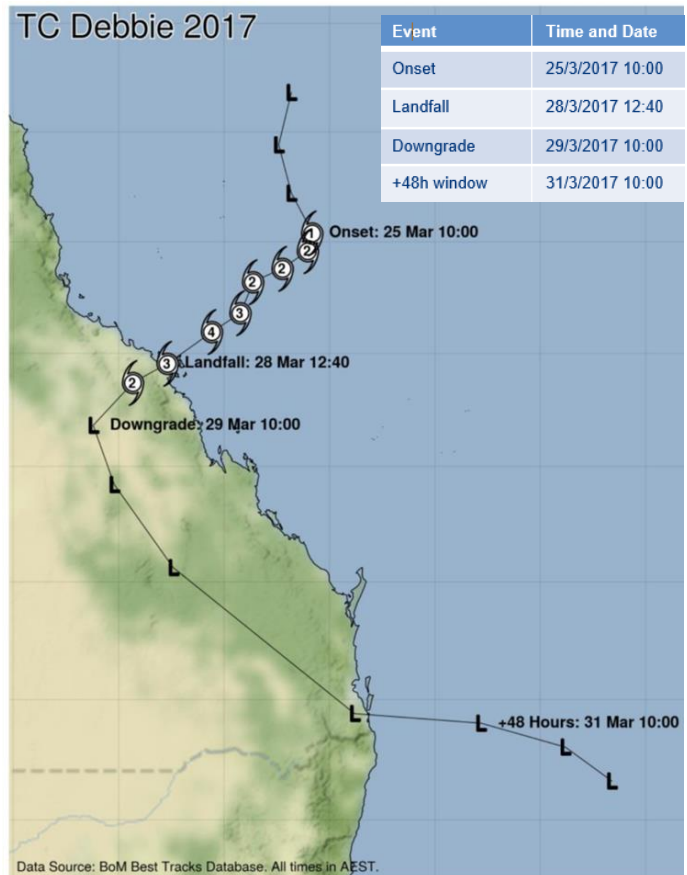 TC Debbie 2017
Event Time and Date
Onset 25/3/2017 10:00
Landfall 28/3/2017 12:40
Downgrade 29/3/2017 10:00
+48h window 31/3/2017 10:00
L
L
L
1 Onset: 25 Mar 10:00
2
2
2
3
4
3 Landfall: 28 Mar 12:40
2
L Downgrade: 29 Mar 10:00
L
L
L
L +48 Hours: 31 Mar 10:00
L
L
Data Source: BoM Best Tracks Database. All times in AEST.